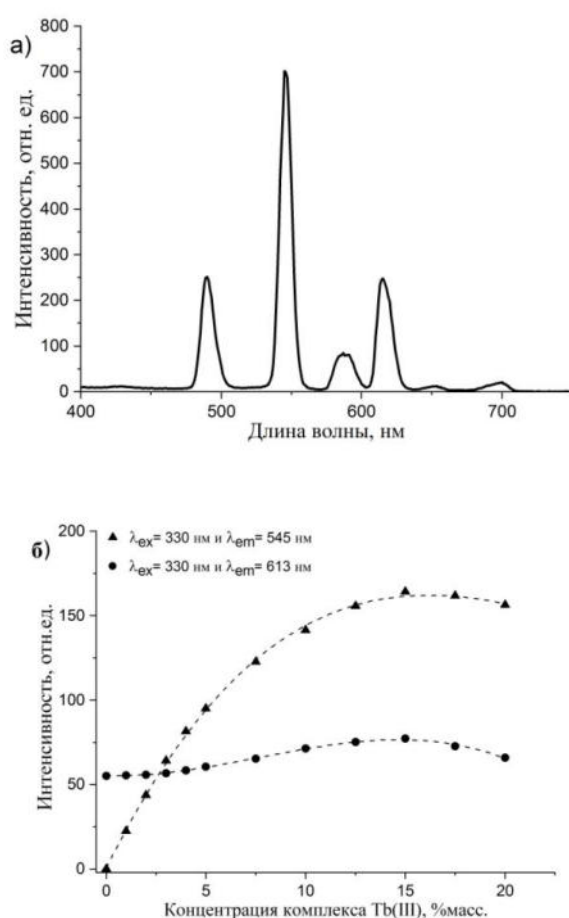 а)
Интенсивность, отн. ед.
800
700
600
500
400
300
200
100
0
400
500
600
700
Длина волны, нм
б)
λex= 330 нм и λem= 545 нм
λex= 330 нм и λem= 613 нм
Интенсивность, отн.ед.
200
150
100
50
0
0
5
10
15
20
Концентрация комплекса Tb(III), %масс.